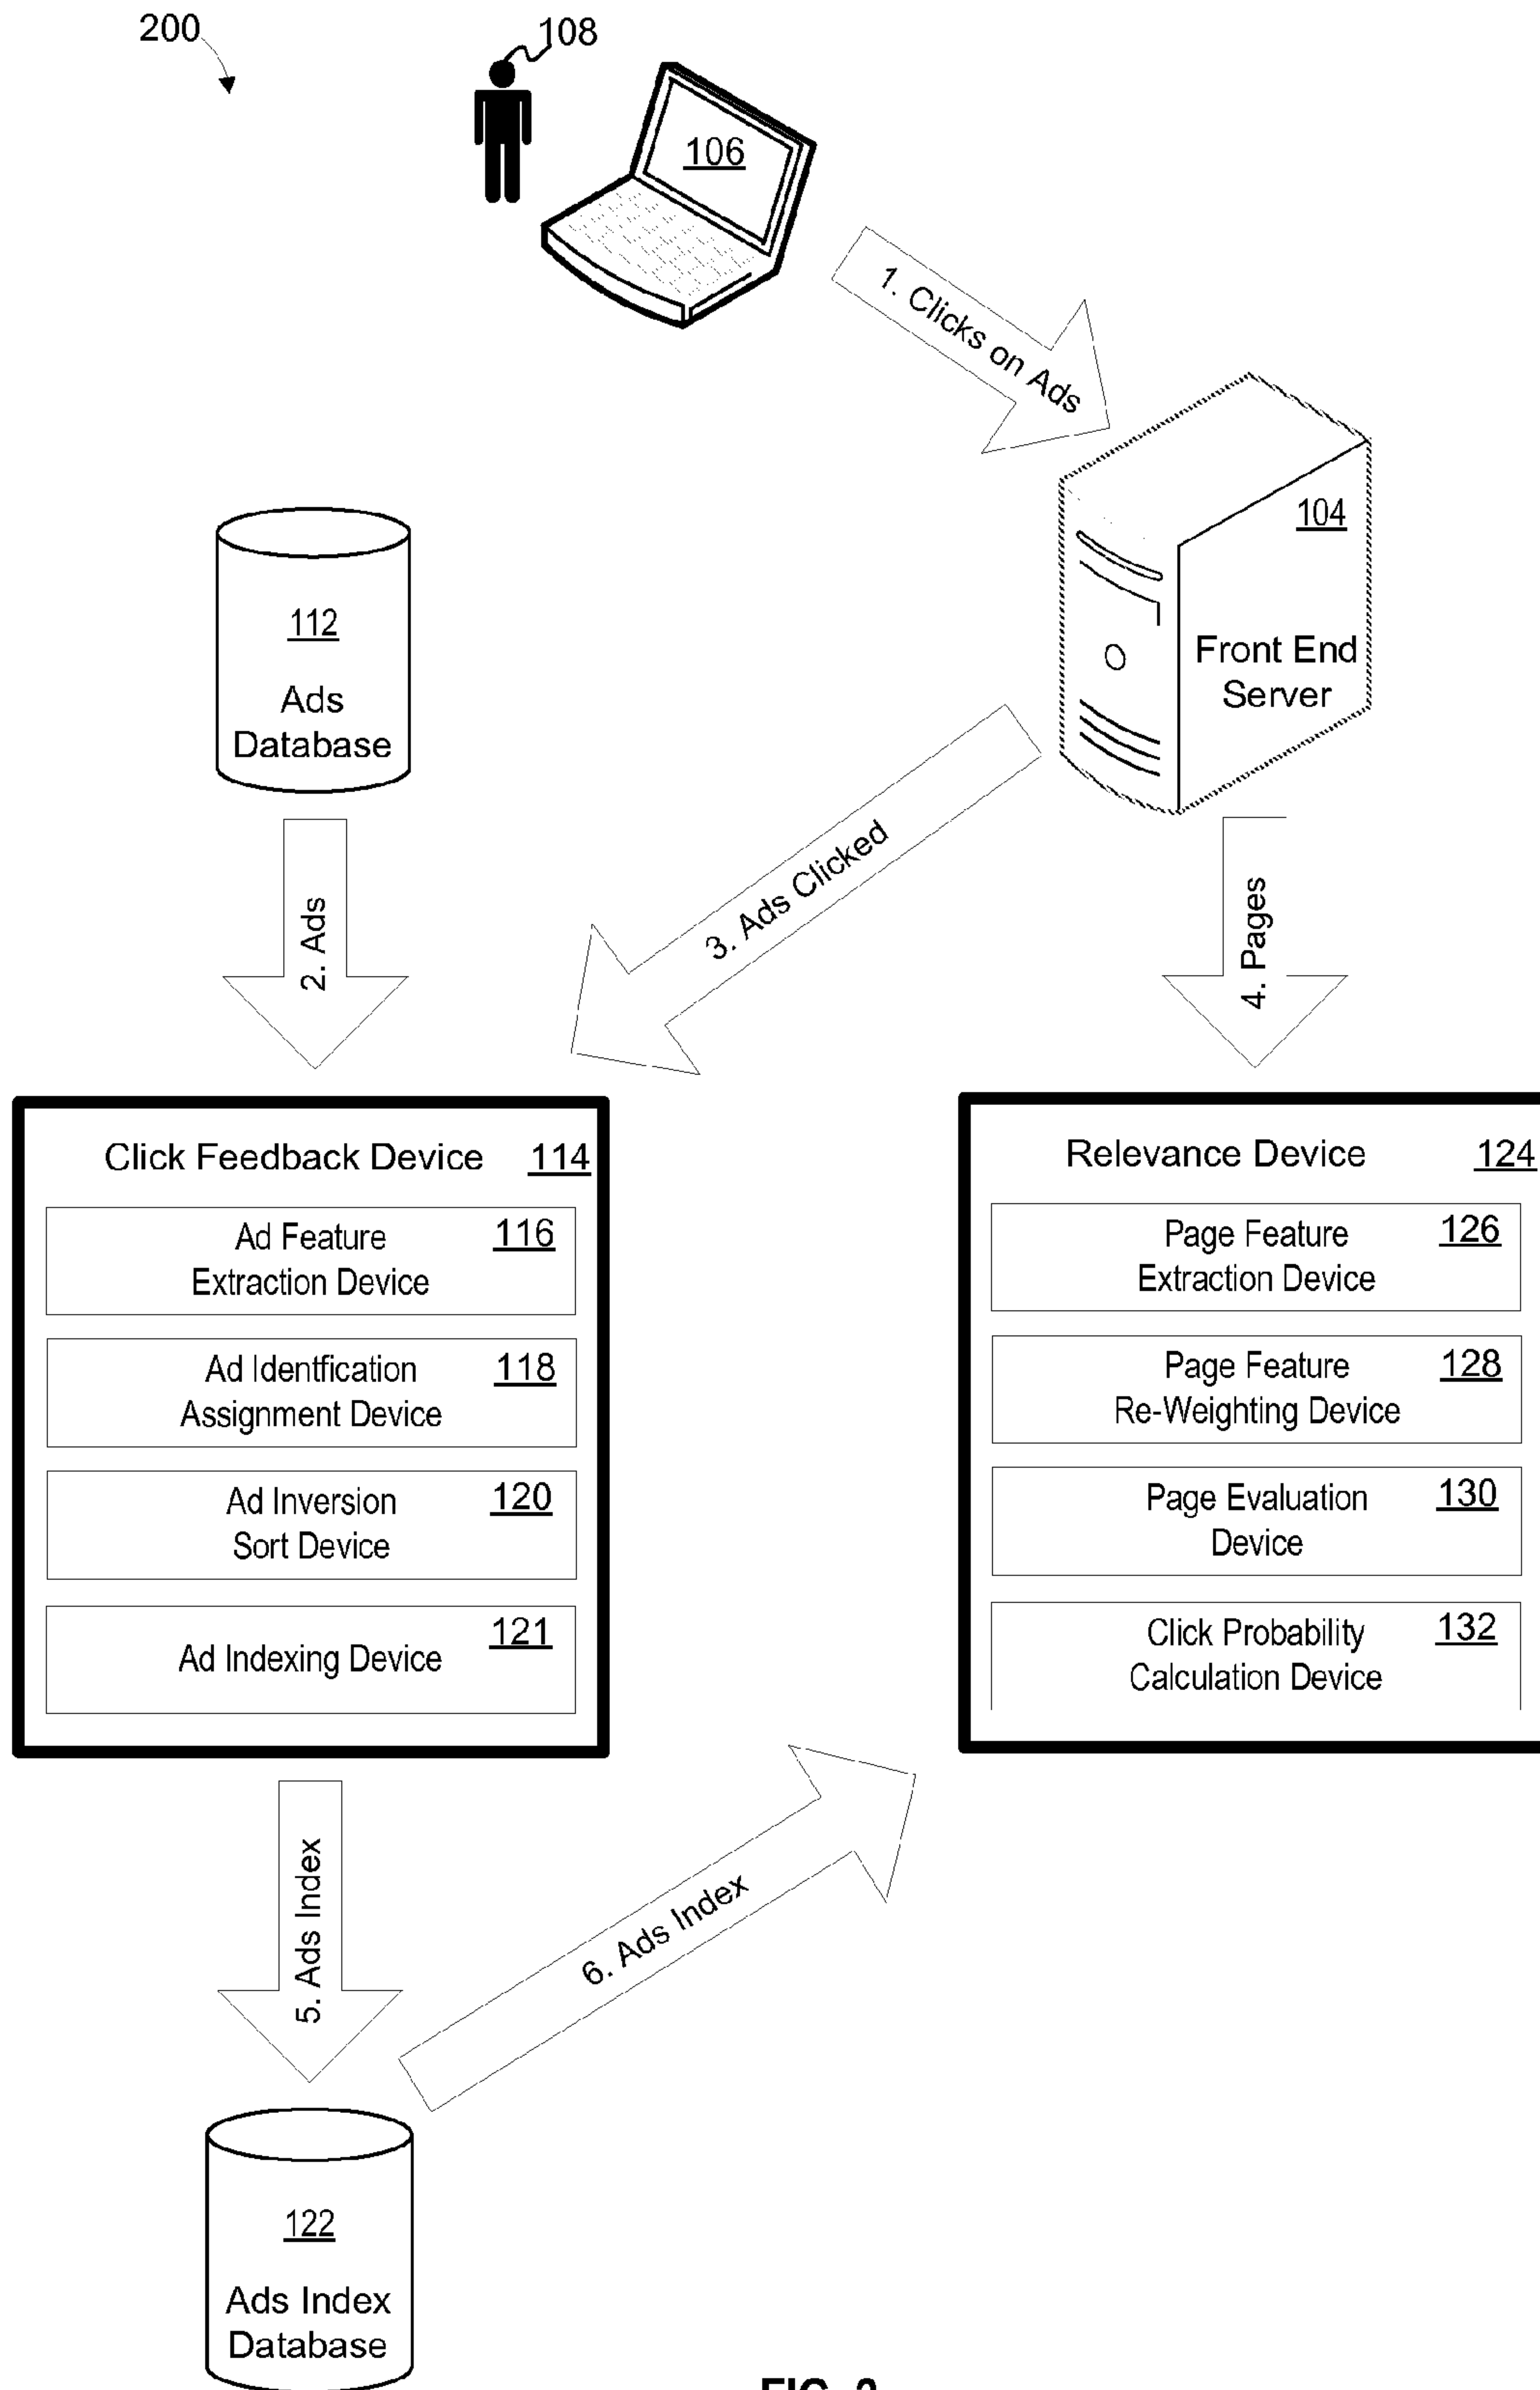 200
108
106
1. Clicks on Ads
104
Front End
Server
112
Ads
Database
2. Ads
3. Ads Clicked
4. Pages
Click Feedback Device 114
Ad Feature 116
Extraction Device
Ad Identfication 118
Assignment Device
Ad Inversion 120
Sort Device
Ad Indexing Device 121
Relevance Device 124
Page Feature 126
Extraction Device
Page Feature 128
Re-Weighting Device
Page Evaluation 130
Device
Click Probability 132
Calculation Device
5. Ads Index
6. Ads Index
122
Ads Index
Database
FIG. 2